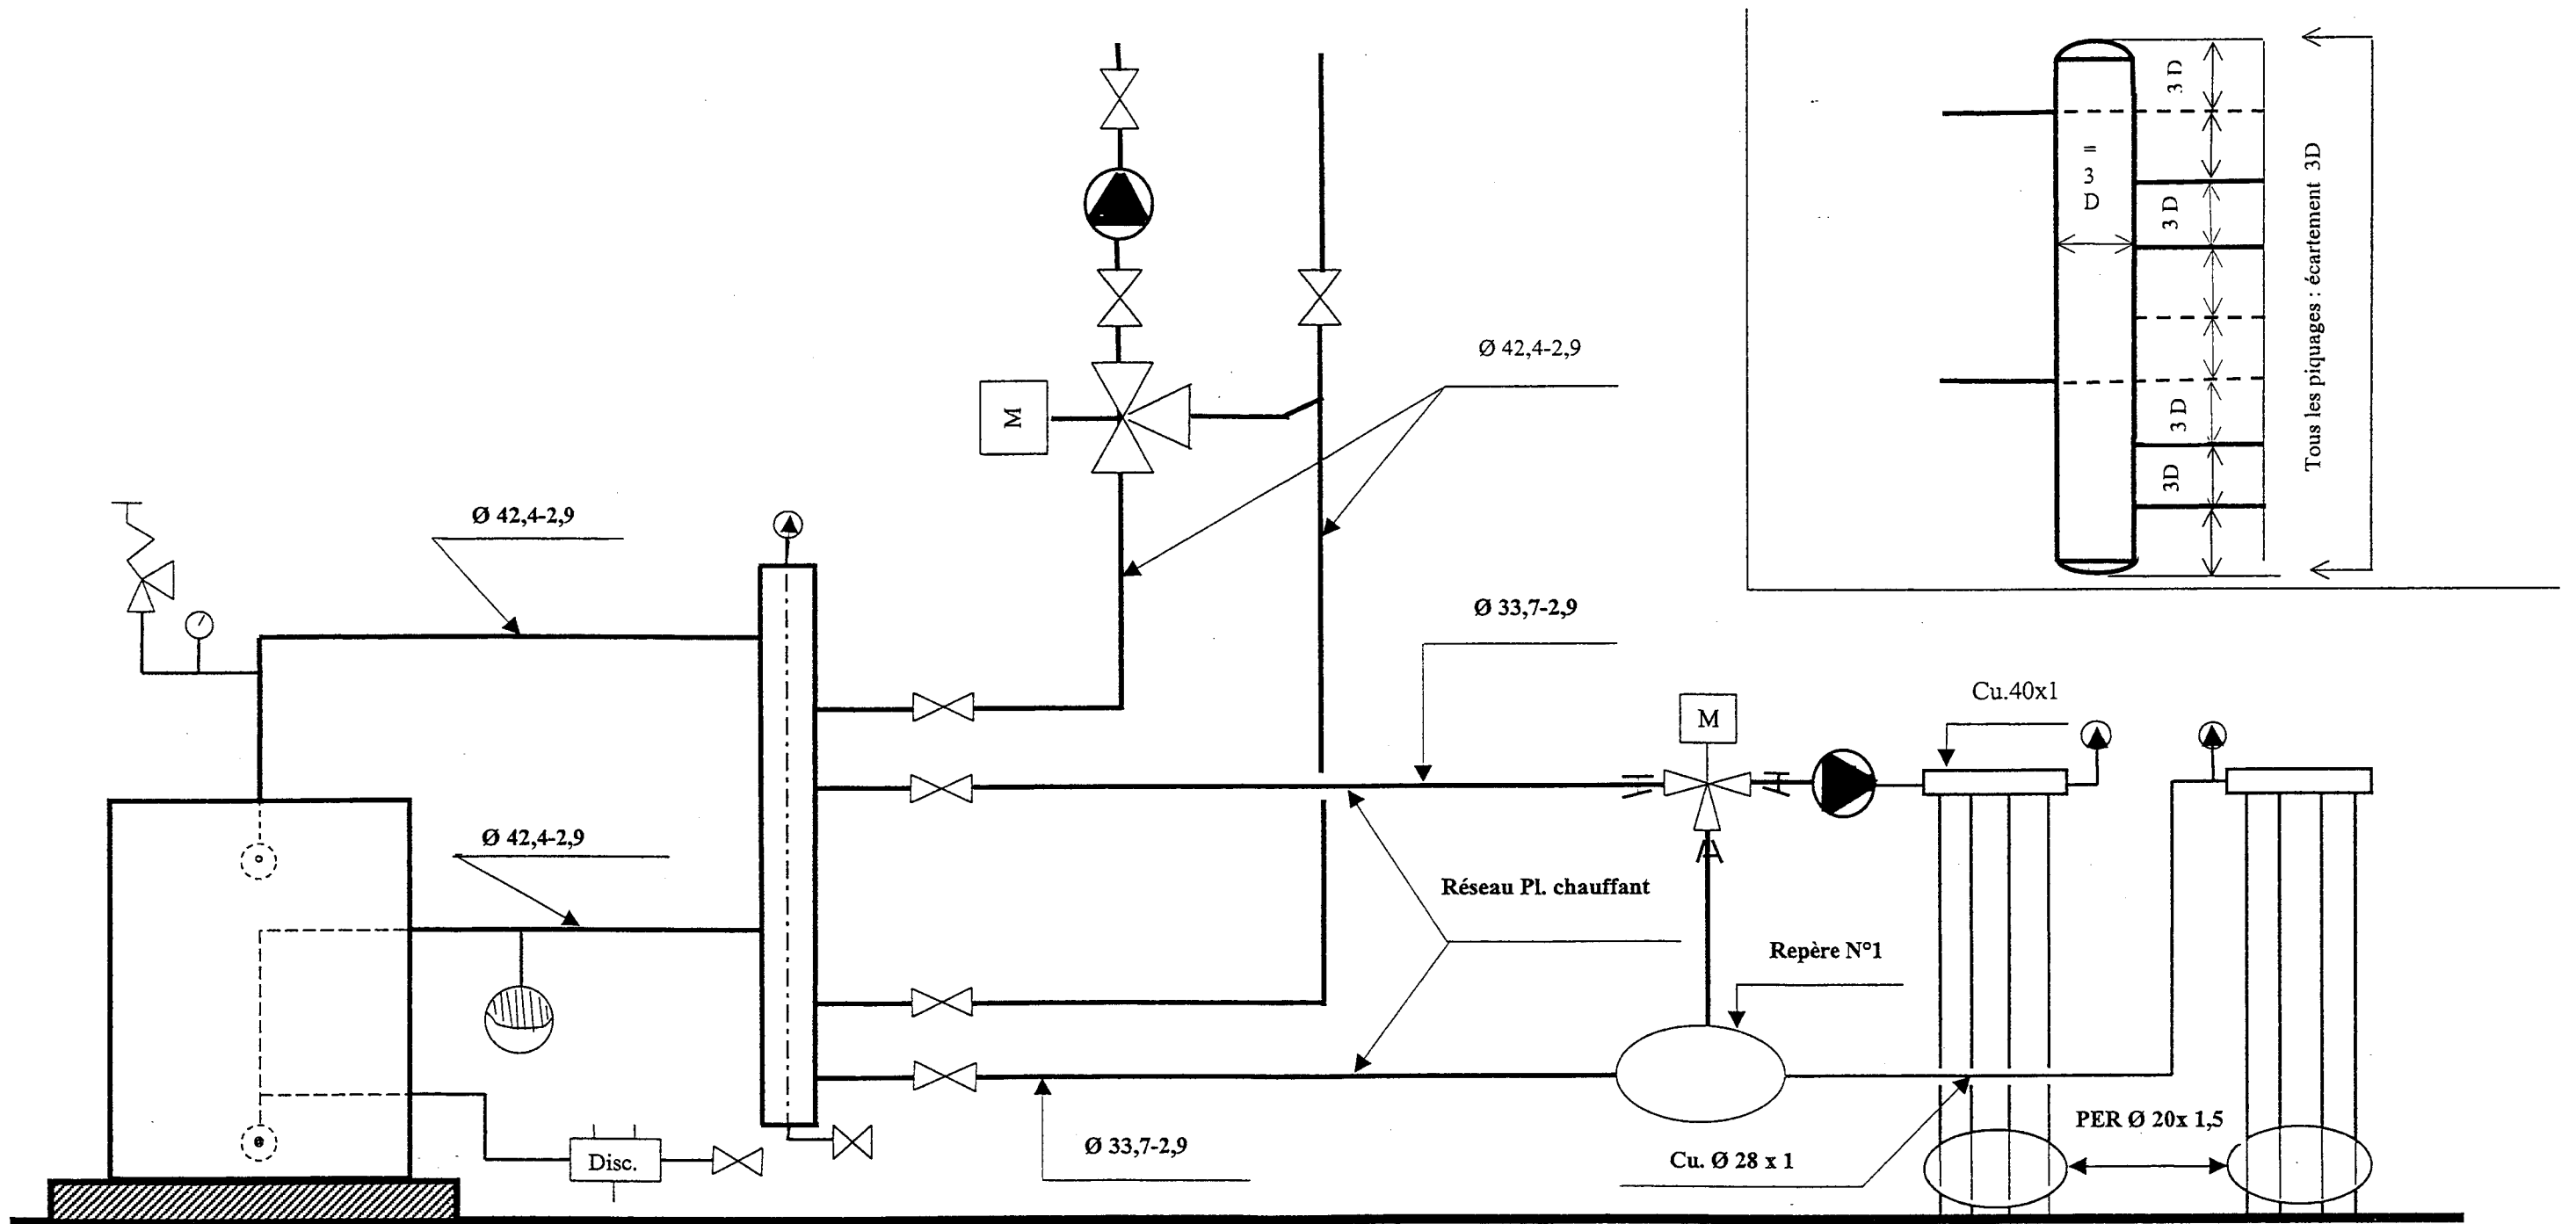 3 D
=
3
D
3 D
3 D
3D
Tous les piquages : écartement 3D
Ø 42,4-2,9
M
Ø 42,4-2,9
Ø 33,7-2,9
Cu.40x1
M
Ø 42,4-2,9
Réseau Pl. chauffant
Repère N°1
PER Ø 20x 1,5
Ø 33,7-2,9
Cu. Ø 28 x 1
Disc.